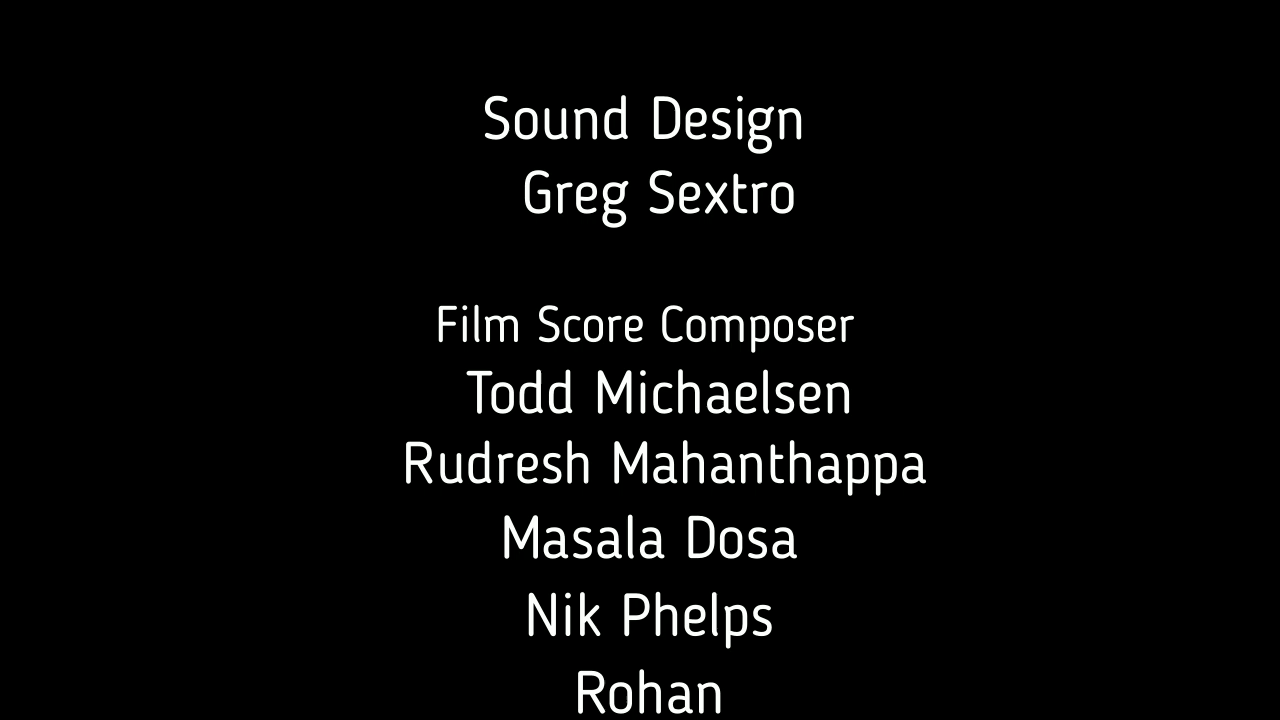 Sound Design
Greg Sextro
Film Score Composer
Todd Michaelsen
Rudresh Mahanthappa
Masala Dosa
Nik Phelps
Rohan